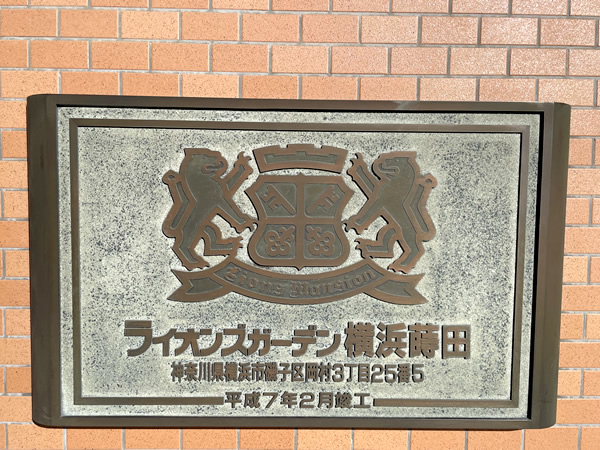 Lions Mansion
ライオンズガーデン横浜蒔田
神奈川県横浜市磯子区岡村3丁目25番5
平成7年2月竣工